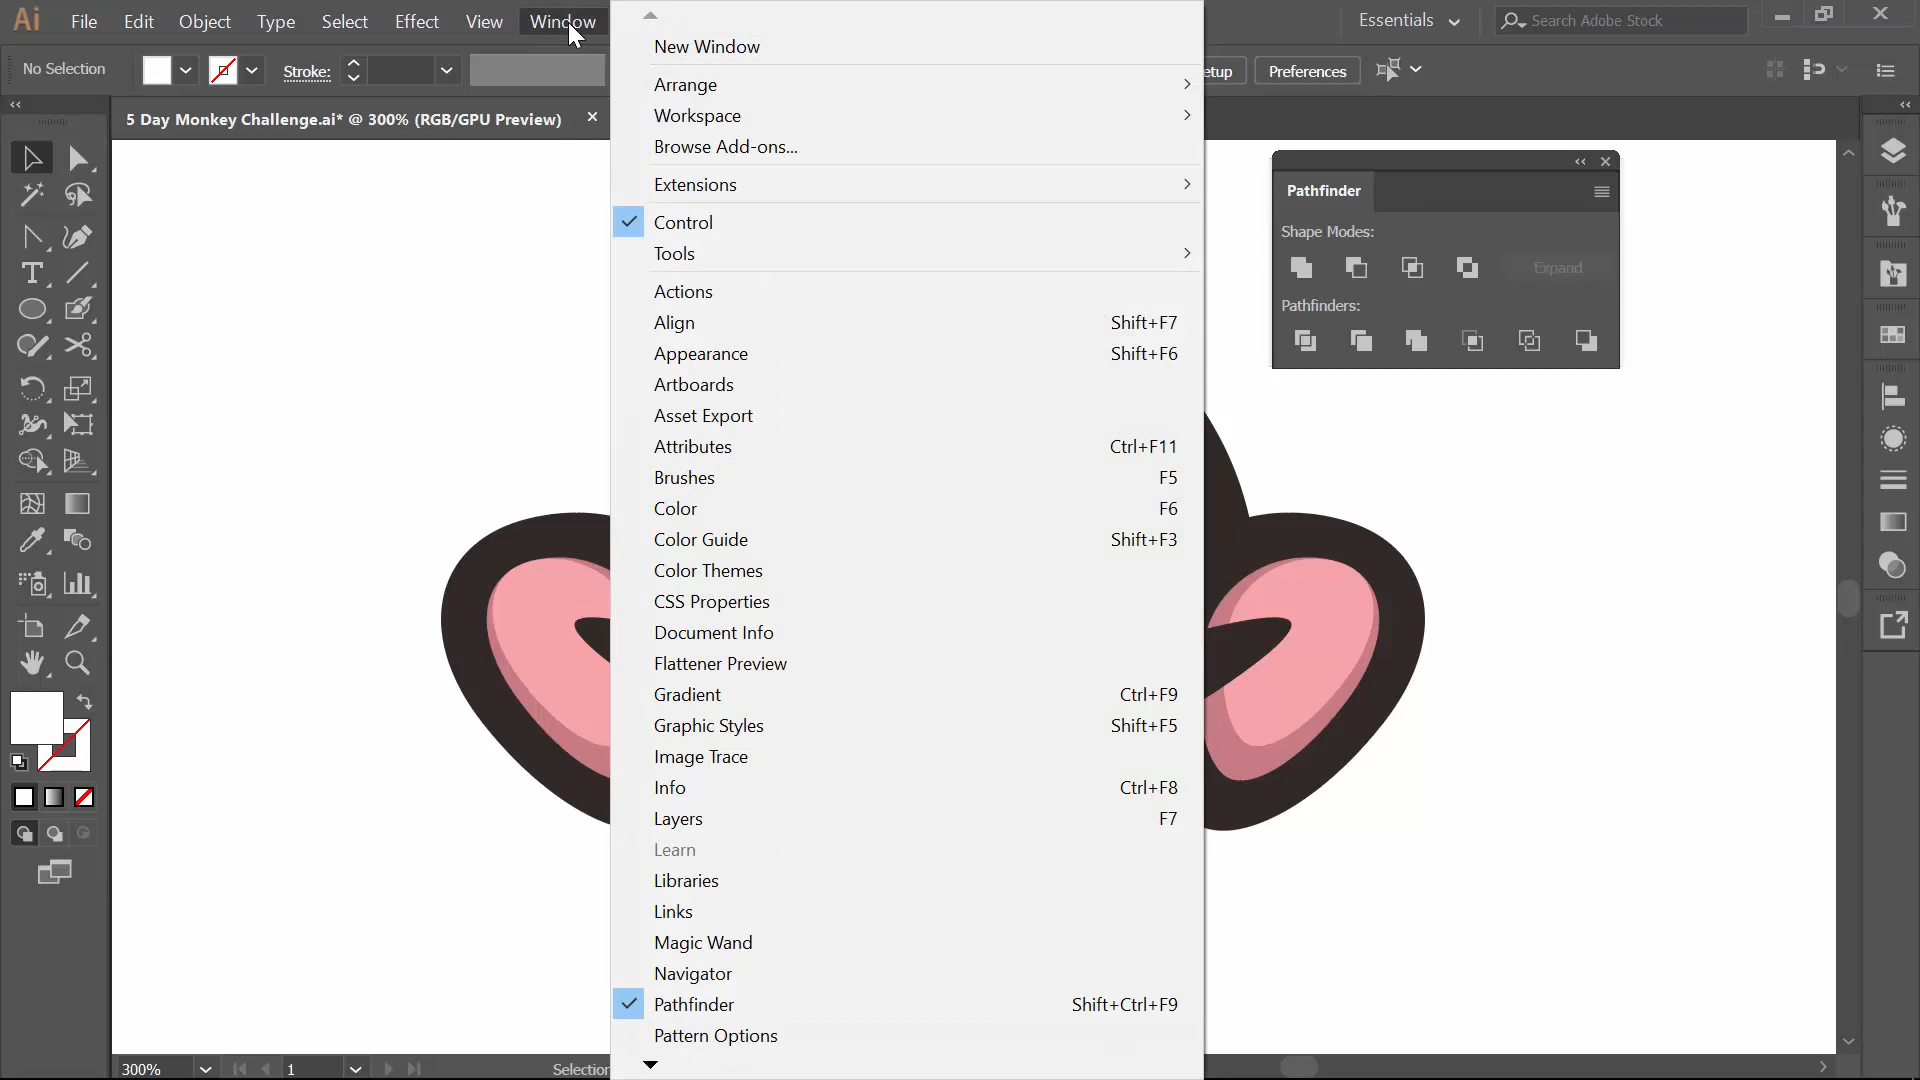 Ai File Edit Object Type Select Effect View Window
Essentials
Search Adobe Stock
No Selection
Stroke:
etup
Preferences
5 Day Monkey Challenge.ai* @ 300% (RGB/GPU Preview)
New Window
Arrange
Workspace
Browse Add-ons...
Extensions
Control
Tools
Actions
Align Shift+F7
Appearance Shift+F6
Artboards
Asset Export
Attributes Ctrl+F11
Brushes F5
Color F6
Color Guide Shift+F3
Color Themes
CSS Properties
Document Info
Flattener Preview
Gradient Ctrl+F9
Graphic Styles Shift+F5
Image Trace
Info Ctrl+F8
Layers F7
Learn
Libraries
Links
Magic Wand
Navigator
Pathfinder Shift+Ctrl+F9
Pattern Options
Pathfinder
Shape Modes:
Expand
Pathfinders:
300%
1
Selection